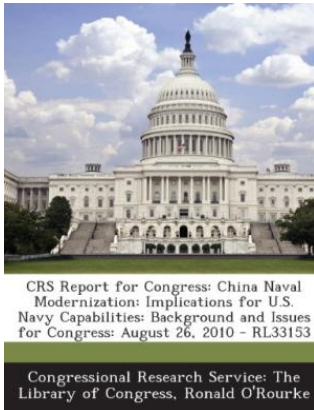 CRS Report for Congress: China Naval
Modernization: Implications for U.S.
Navy Capabilities: Background and Issues
for Congress: August 26, 2010 - RL33153
Congressional Research Service: The
Library of Congress, Ronald O'Rourke